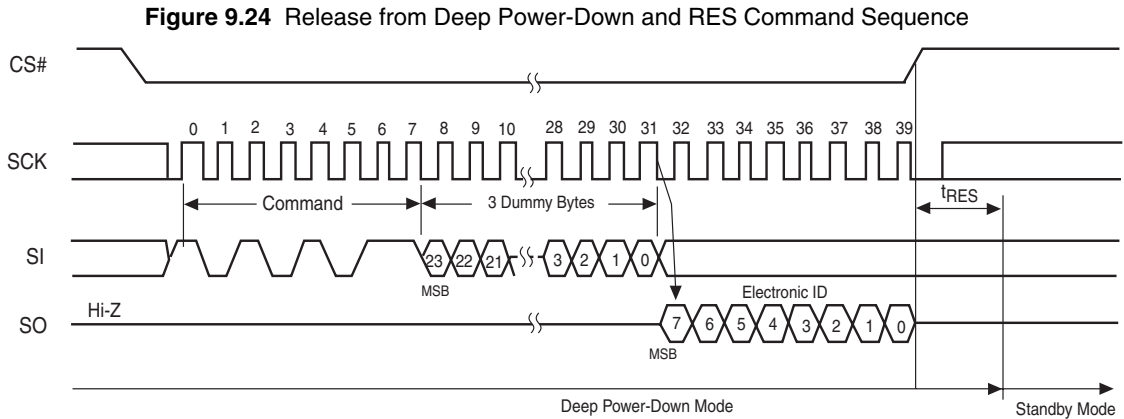 Figure 9.24 Release from Deep Power-Down and RES Command Sequence
CS#
0 1 2 3 4 5 6 7 8 9 10 28 29 30 31 32 33 34 35 36 37 38 39
SCK
tRES
Command 3 Dummy Bytes
SI
23 22 21 3 2 1 0
MSB
Electronic ID
Hi-Z
SO
7 6 5 4 3 2 1 0
MSB
Deep Power-Down Mode Standby Mode